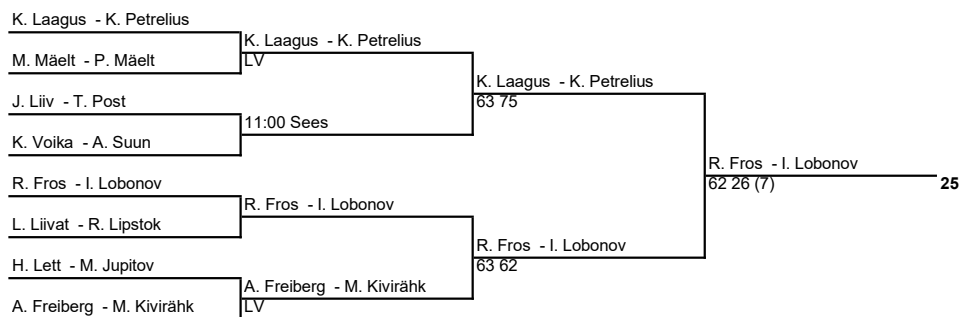 K. Laagus - K. Petrelius
K. Laagus - K. Petrelius
M. Mäelt - P. Mäelt
LV
K. Laagus - K. Petrelius
J. Liiv - T. Post
63 75
11:00 Sees
K. Voika - A. Suun
R. Fros - I. Lobonov
R. Fros - I. Lobonov
62 26 (7)
25
R. Fros - I. Lobonov
L. Liivat - R. Lipstok
R. Fros - I. Lobonov
H. Lett - M. Jupitov
63 62
A. Freiberg - M. Kivirähk
A. Freiberg - M. Kivirähk
LV